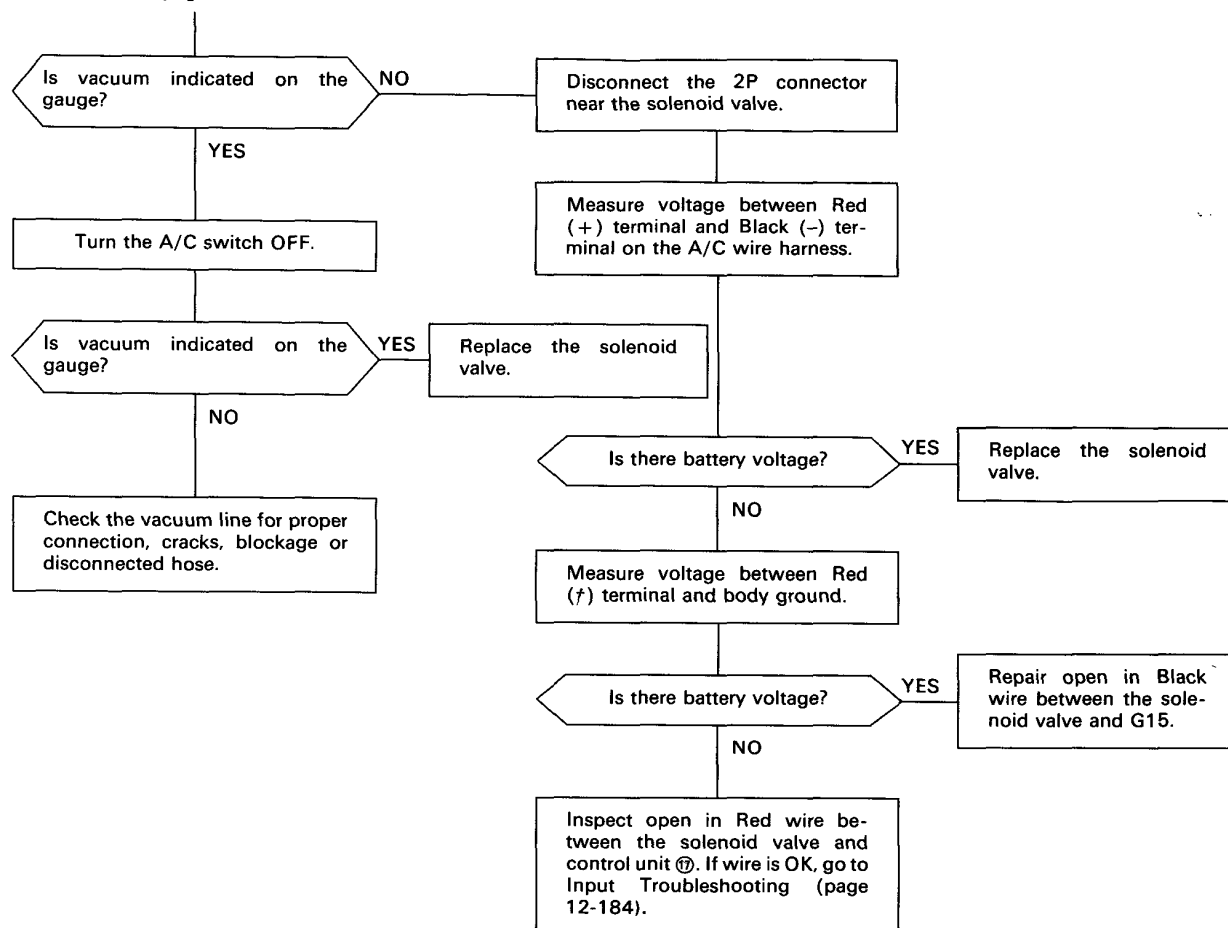 Is vacuum indicated on the
gauge?
NO
YES
Disconnect the 2P connector
near the solenoid valve.
Turn the A/C switch OFF.
Measure voltage between Red
(+) terminal and Black (–) ter-
minal on the A/C wire harness.
Is vacuum indicated on the
gauge?
YES
NO
Replace the solenoid
valve.
Check the vacuum line for proper
connection, cracks, blockage or
disconnected hose.
Is there battery voltage?
YES
NO
Replace the solenoid
valve.
Measure voltage between Red
(†) terminal and body ground.
Is there battery voltage?
YES
NO
Repair open in Black
wire between the sole-
noid valve and G15.
Inspect open in Red wire be-
tween the solenoid valve and
control unit ⑰. If wire is OK, go to
Input Troubleshooting (page
12-184).